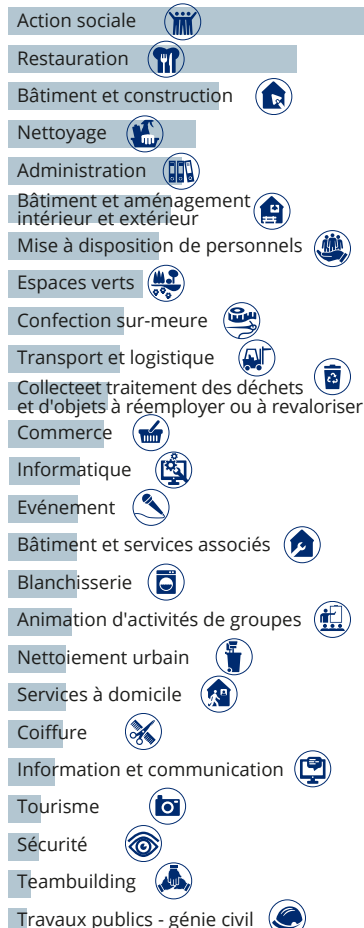 Action sociale
Restauration
Bâtiment et construction
Nettoyage
Administration
Bâtiment et aménagement
intérieur et extérieur
Mise à disposition de personnels
Espaces verts
Confection sur-meure
Transport et logistique
Collecteet traitement des déchets
et d'objets à réemployer ou à revaloriser
Commerce
Informatique
Evénement
Bâtiment et services associés
Blanchisserie
Animation d'activités de groupes
Nettoiement urbain
Services à domicile
Coiffure
Information et communication
Tourisme
Sécurité
Teambuilding
Travaux publics - génie civil